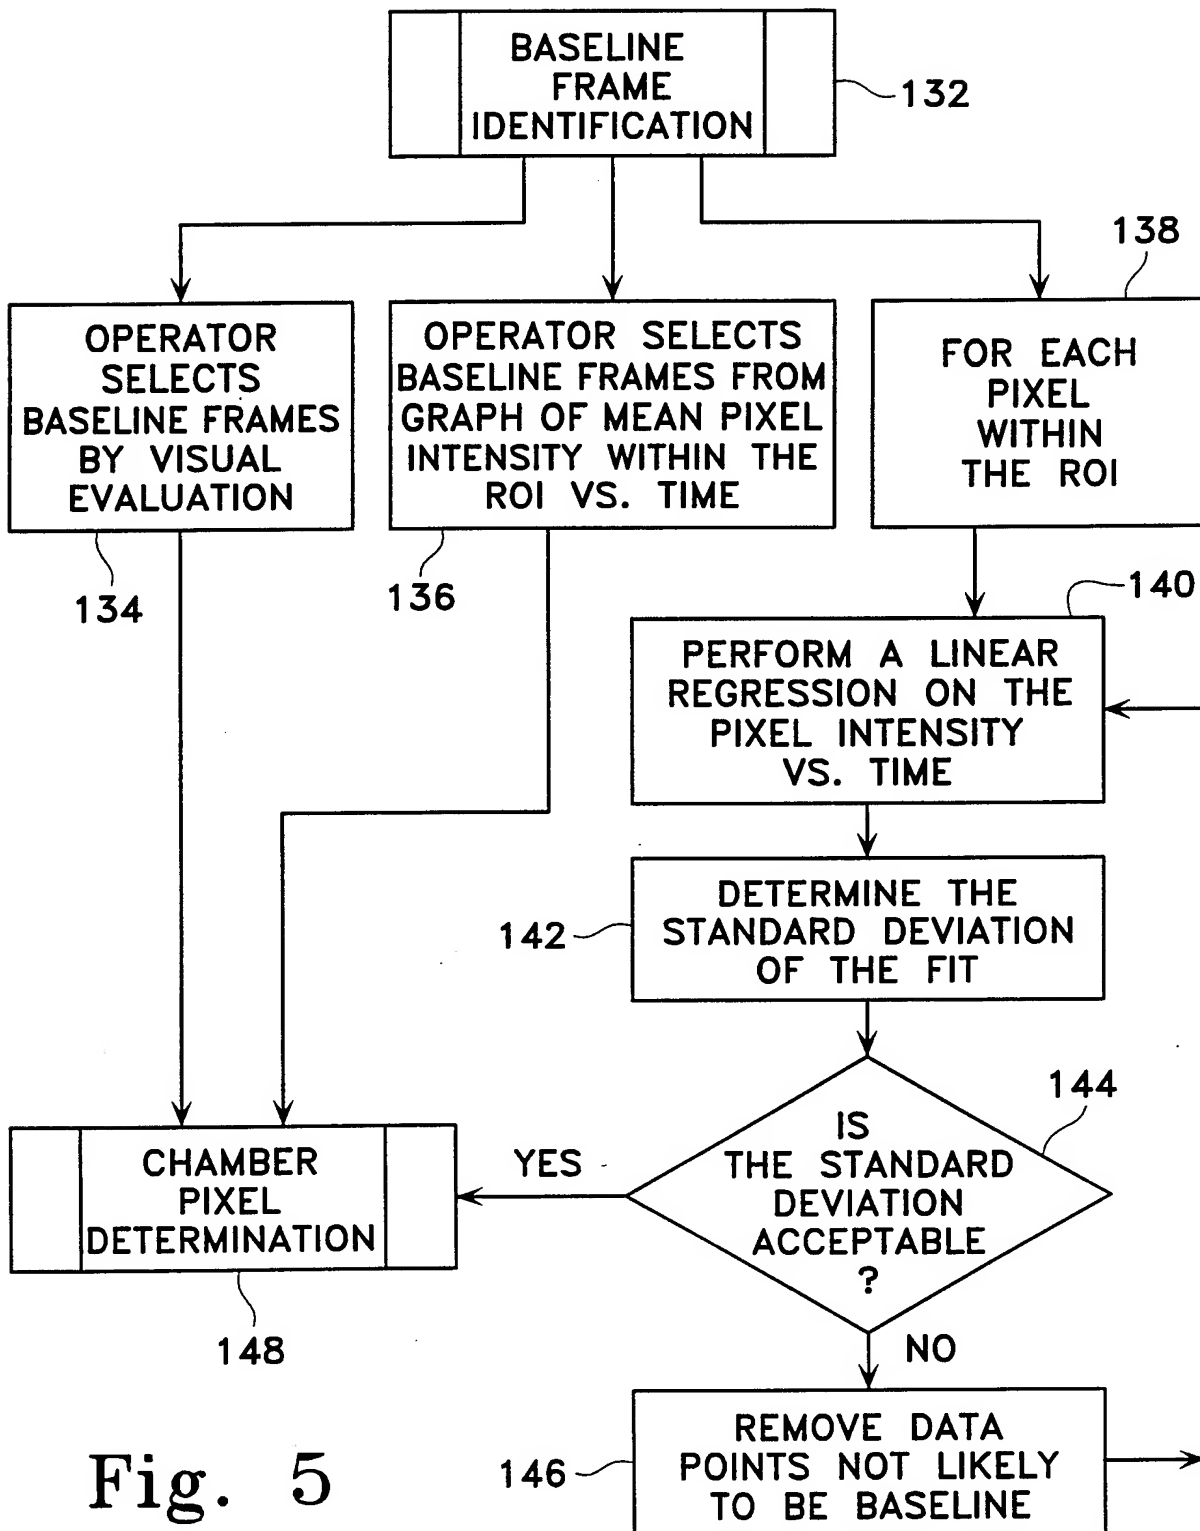 BASELINE
FRAME
IDENTIFICATION
132
138
OPERATOR
SELECTS
BASELINE FRAMES
BY VISUAL
EVALUATION
134
OPERATOR SELECTS
BASELINE FRAMES FROM
GRAPH OF MEAN PIXEL
INTENSITY WITHIN THE
ROI VS. TIME
136
FOR EACH
PIXEL
WITHIN
THE ROI
140
PERFORM A LINEAR
REGRESSION ON THE
PIXEL INTENSITY
VS. TIME
142
DETERMINE THE
STANDARD DEVIATION
OF THE FIT
144
IS
THE STANDARD
DEVIATION
ACCEPTABLE
?
YES
CHAMBER
PIXEL
DETERMINATION
148
NO
146
REMOVE DATA
POINTS NOT LIKELY
TO BE BASELINE
Fig. 5